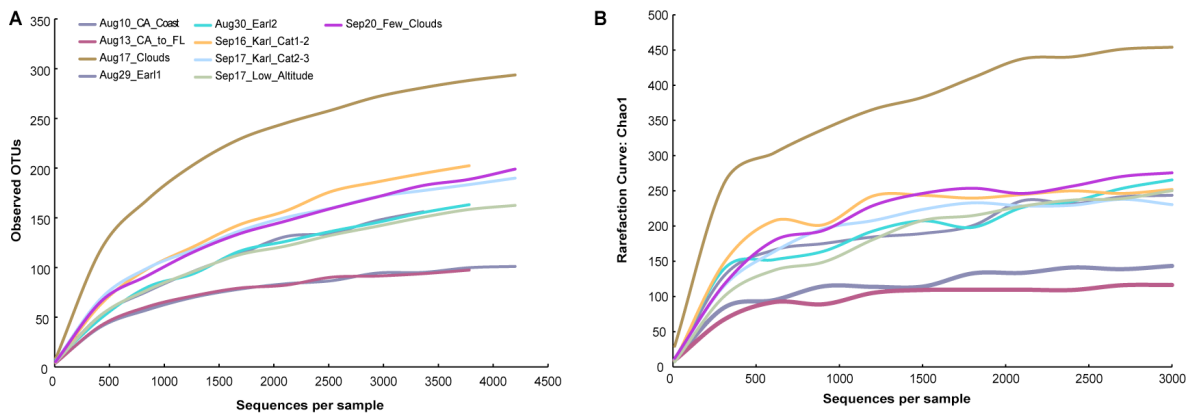 A
Observed OTUs
350
300
250
200
150
100
50
0
Aug10_CA_Coast
Aug13_CA_to_FL
Aug17_Clouds
Aug29_Earl1
Aug30_Earl2
Sep16_Karl_Cat1-2
Sep17_Karl_Cat2-3
Sep17_Low_Altitude
Sep20_Few_Clouds
0 500 1000 1500 2000 2500 3000 3500 4000 4500
Sequences per sample
B
Rarefaction Curve: Chao1
500
450
400
350
300
250
200
150
100
50
0
0 500 1000 1500 2000 2500 3000
Sequences per sample